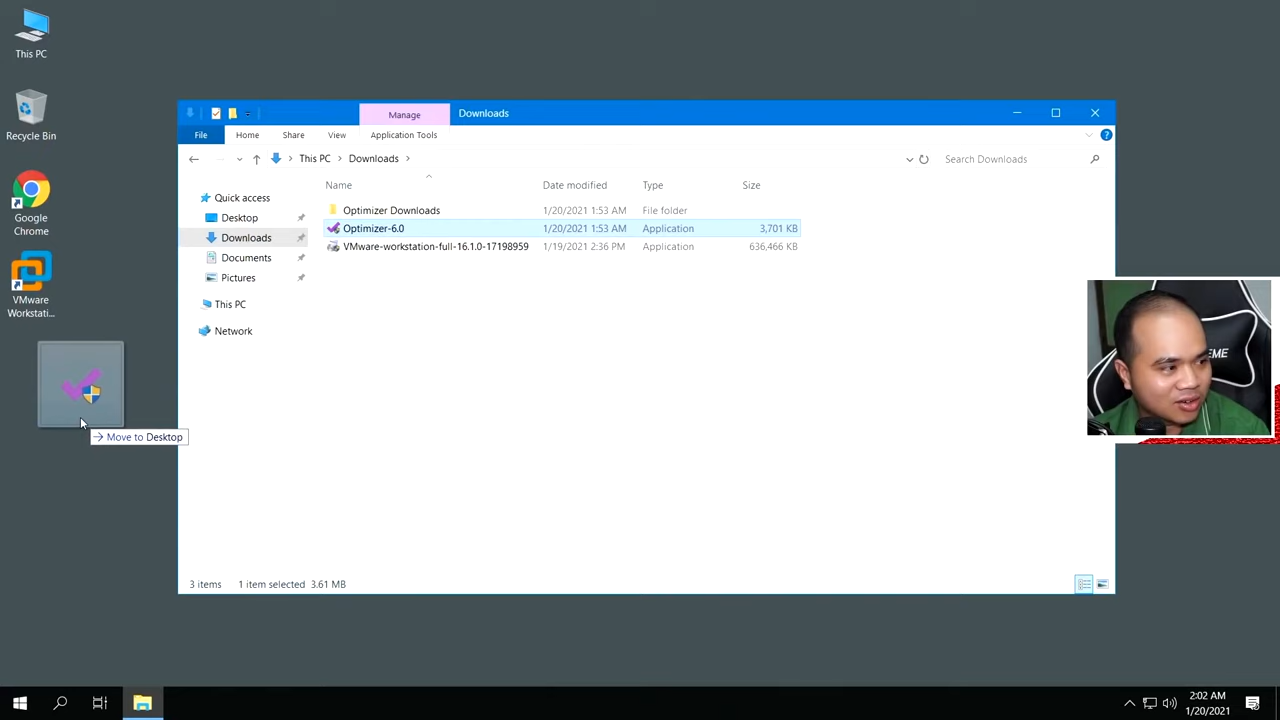 This PC
Recycle Bin
Google
Chrome
VMware
Workstati...
Manage
Downloads
File
Home
Share
View
Application Tools
This PC
Downloads
Search Downloads
Name
Date modified
Type
Size
Quick access
Desktop
Downloads
Documents
Pictures
This PC
Network
Optimizer Downloads
1/20/2021 1:53 AM
File folder
Optimizer-6.0
1/20/2021 1:53 AM
Application
3,701 KB
VMware-workstation-full-16.1.0-17198959
1/19/2021 2:36 PM
Application
636,466 KB
Move to Desktop
3 items
1 item selected 3.61 MB
EME
2:02 AM
1/20/2021